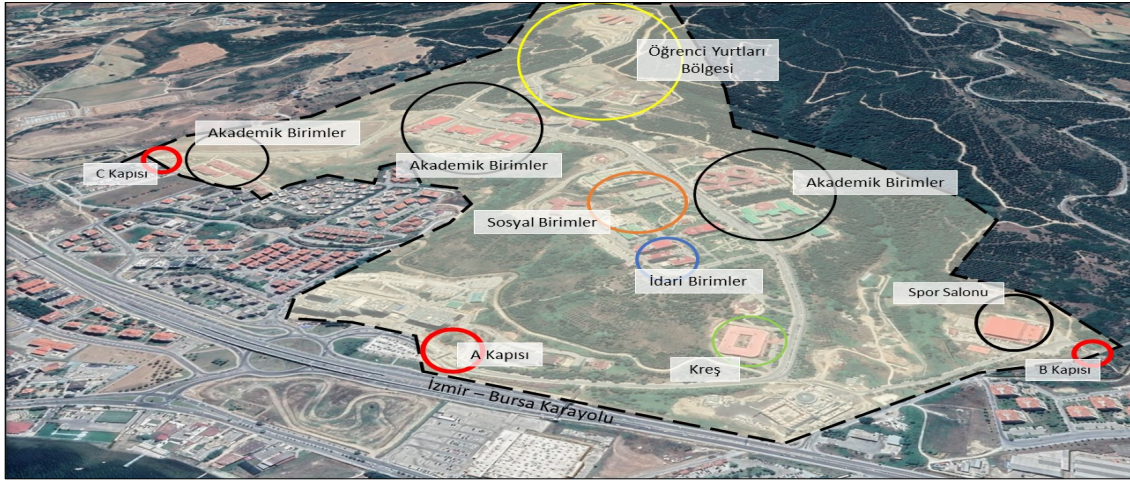 Öğrenci Yurtları
Bölgesi
Akademik Birimler
C Kapısı
Akademik Birimler
Akademik Birimler
Sosyal Birimler
İdari Birimler
Spor Salonu
A Kapısı
Kreş
B Kapısı
İzmir – Bursa Karayolu